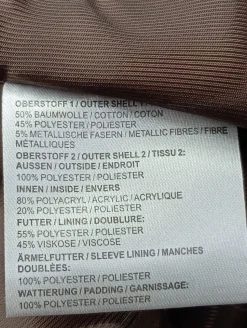 OBERSTOFF 1 / OUTER SHELL
50% BAUMWOLLE / COTTON / COTON
45% POLYESTER / POLIESTER
5% METALLISCHE FASERN / METALLIC FIBRES / FIBRE
MÉTALLIQUES
OBERSTOFF 2 / OUTER SHELL 2 / TISSU 2:
AUSSEN / OUTSIDE / ENDROIT
100% POLYESTER / POLIESTER
INNEN / INSIDE / ENVERS
80% POLYACRYL / ACRYLIC / ACRYLIQUE
20% POLYESTER / POLIESTER
FUTTER / LINING / DOUBLURE:
55% POLYESTER / POLIESTER
45% VISKOSE / VISCOSE
ÄRMELFUTTER / SLEEVE LINING / MANCHES
DOUBLÉES:
100% POLYESTER / POLIESTER
WATTIERUNG / PADDING / GARNISSAGE:
100% POLYESTER / POLIESTER